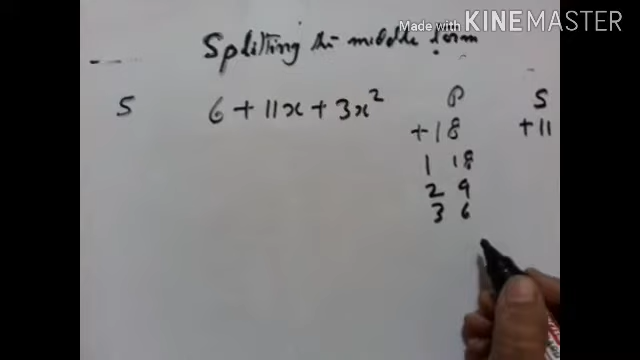 Made with KINEMASTER
Splitting the middle term
5 6 + 11x + 3x² P S
+18 +11
1 18
2 9
3 6